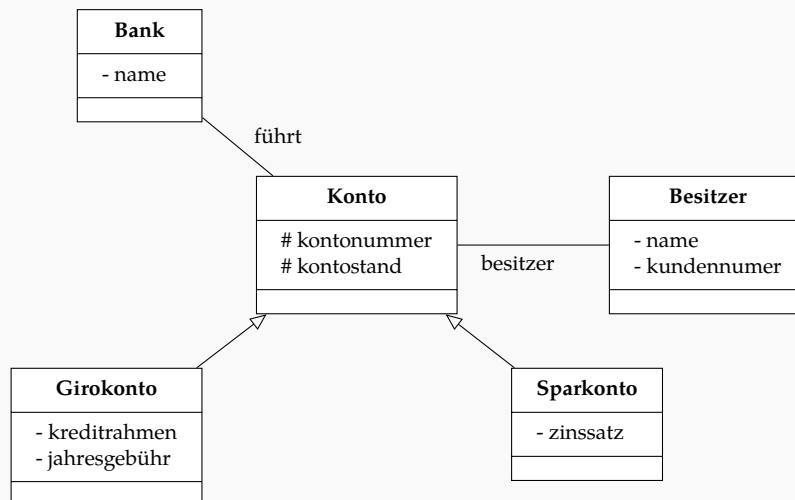 Bank
- name
führt
Konto
# kontonummer
# kontostand
besitzer
Besitzer
- name
- kundennumer
Girokonto
- kreditrahmen
- jahresgebühr
Sparkonto
- zinssatz